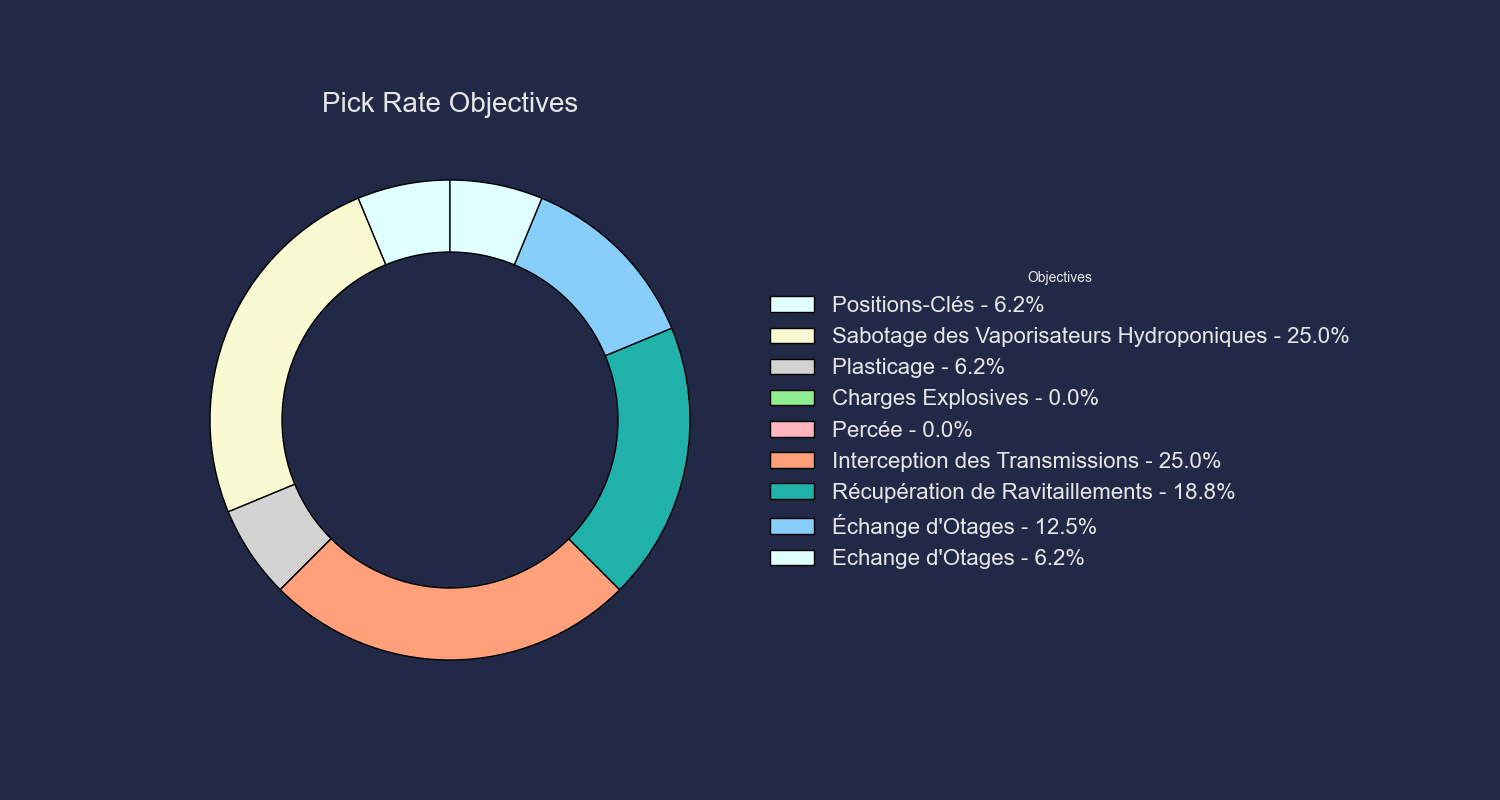 Pick Rate Objectives
Objectives
Positions-Clés - 6.2%
Sabotage des Vaporisateurs Hydroponiques - 25.0%
Plasticage - 6.2%
Charges Explosives - 0.0%
Percée - 0.0%
Interception des Transmissions - 25.0%
Récupération de Ravitaillements - 18.8%
Échange d'Otages - 12.5%
Echange d'Otages - 6.2%